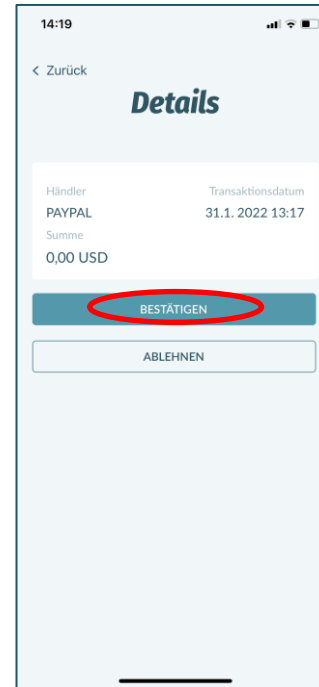 14:19
< Zurück
Details
Händler Transaktionsdatum
PAYPAL 31.1. 2022 13:17
Summe
0,00 USD
BESTÄTIGEN
ABLEHNEN